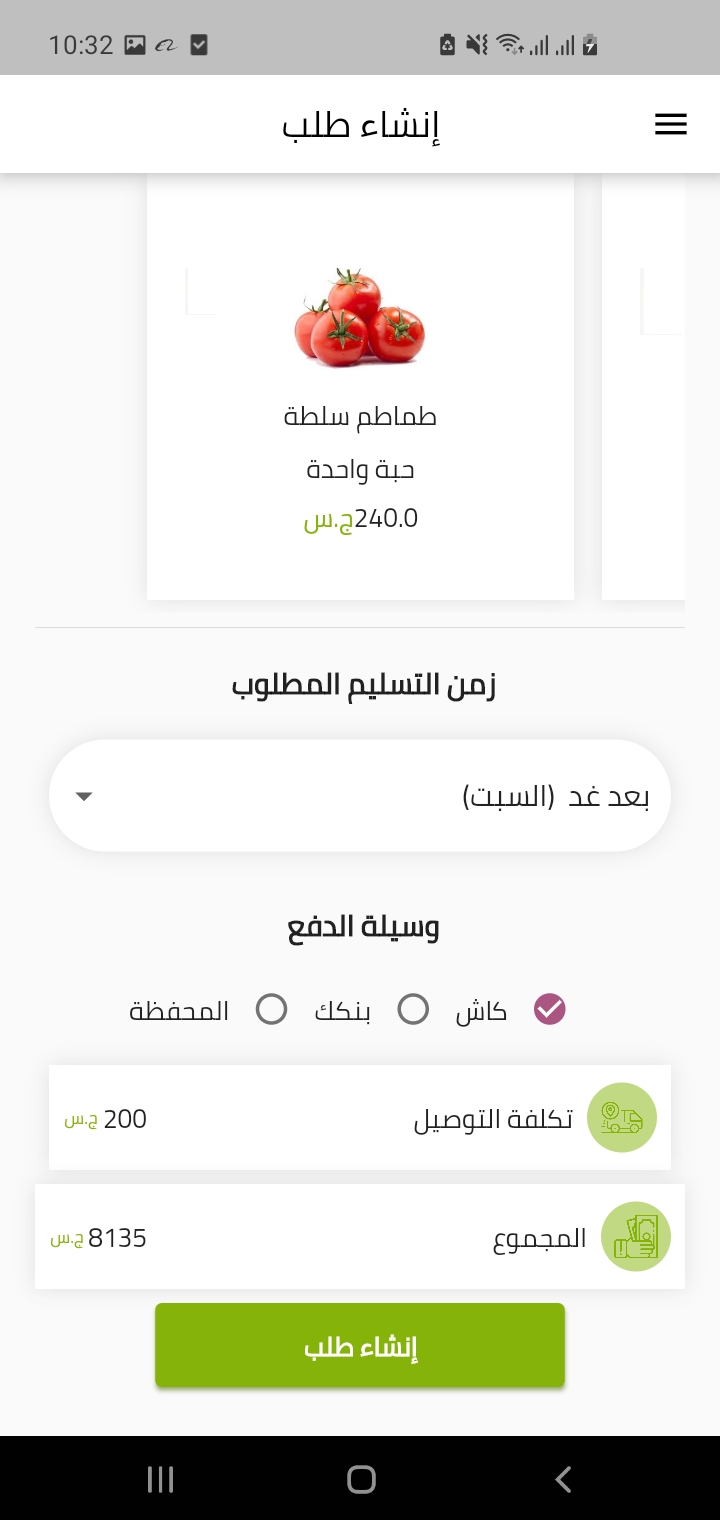 10:32
إنشاء طلب
طماطم سلطة
حبة واحدة
240.0ج.س
زمن التسليم المطلوب
بعد غد (السبت)
وسيلة الدفع
كاش بنكك المحفظة
تكلفة التوصيل 200 ج.س
المجموع 8135 ج.س
إنشاء طلب